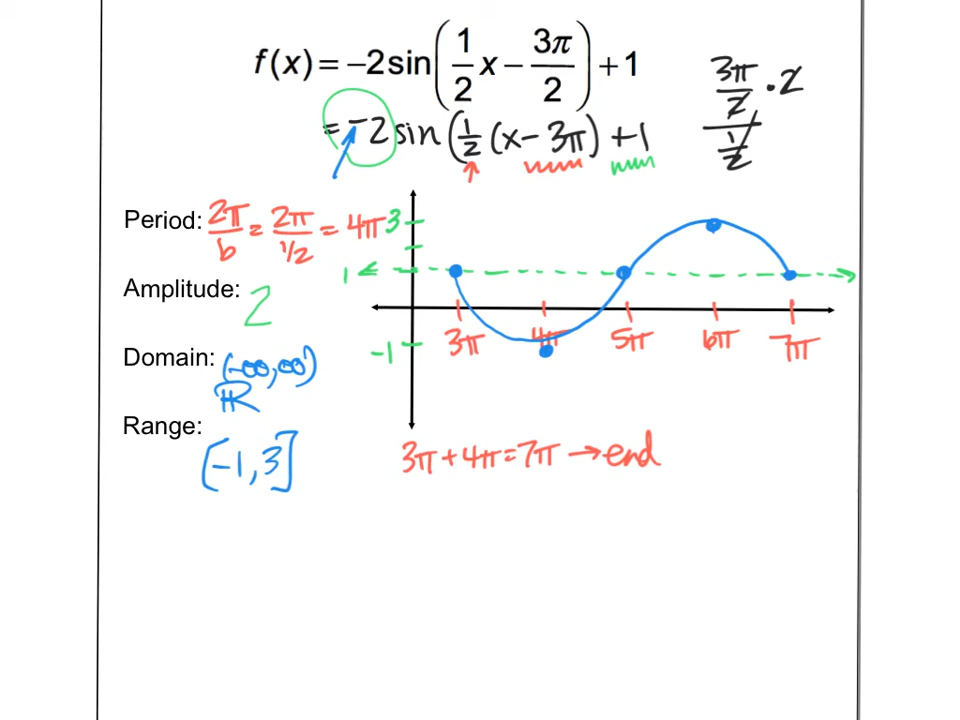 f(x) = −2sin(1/2 x − 3π/2) + 1
= -2 sin(1/2 (x - 3π) + 1
3π/2 · 2
1/2
Period: 2π/b = 2π/1/2 = 4π
3
Amplitude: 2
1
Domain: (-∞, ∞)
ℝ
-1
3π 4π 5π 6π 7π
Range:
[-1, 3]
3π + 4π = 7π → end